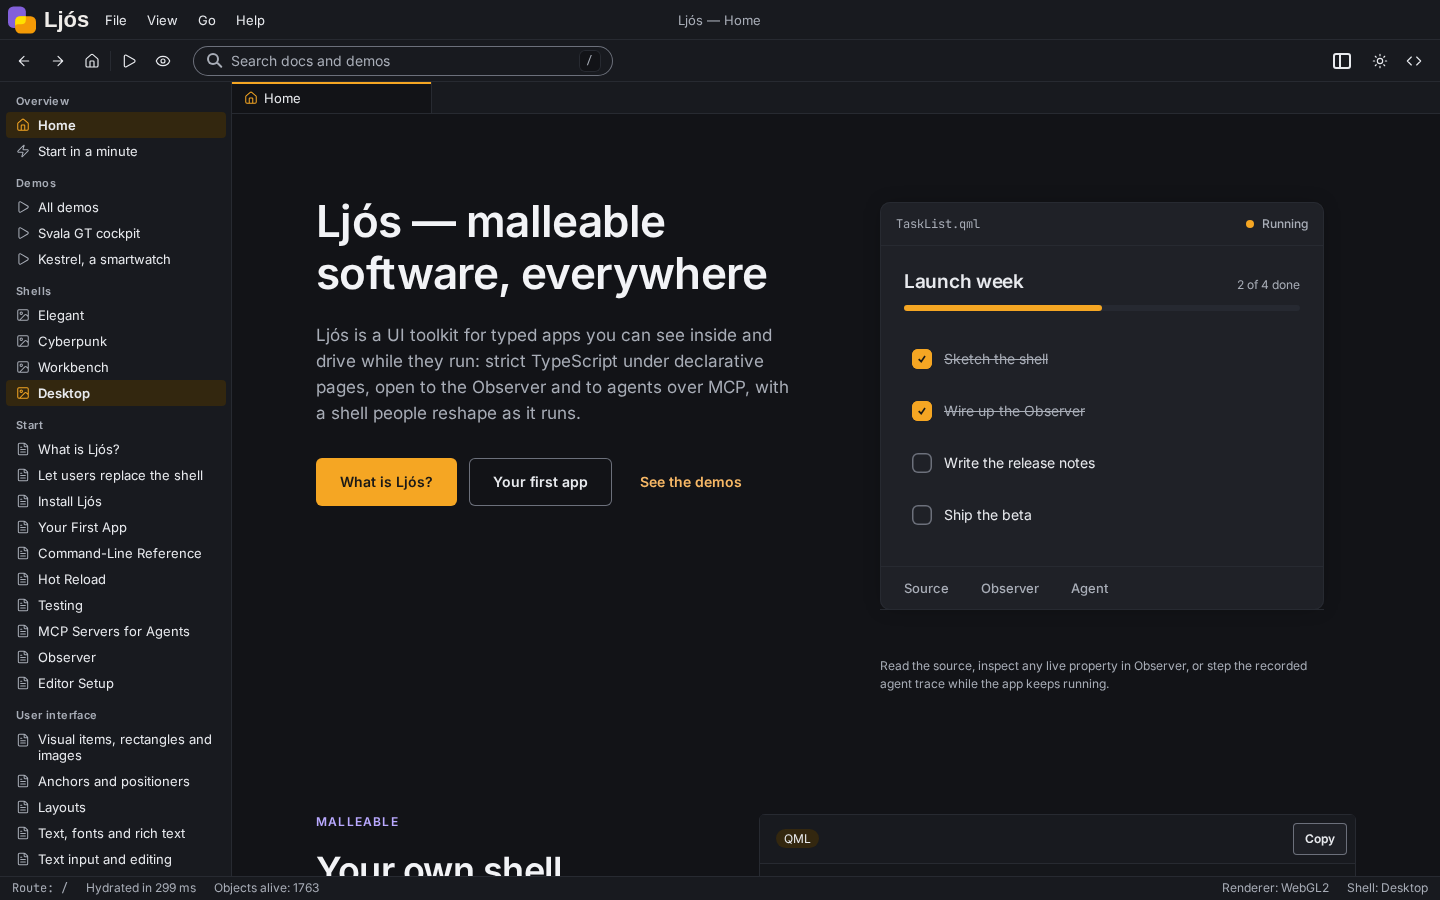 Ljós
File
View
Go
Help
Ljós — Home
Search docs and demos
/
Overview
Home
Start in a minute
Demos
All demos
Svala GT cockpit
Kestrel, a smartwatch
Shells
Elegant
Cyberpunk
Workbench
Desktop
Start
What is Ljós?
Let users replace the shell
Install Ljós
Your First App
Command-Line Reference
Hot Reload
Testing
MCP Servers for Agents
Observer
Editor Setup
User interface
Visual items, rectangles and
images
Anchors and positioners
Layouts
Text, fonts and rich text
Text input and editing
Home
Ljós — malleable
software, everywhere
Ljós is a UI toolkit for typed apps you can see inside and
drive while they run: strict TypeScript under declarative
pages, open to the Observer and to agents over MCP, with
a shell people reshape as it runs.
What is Ljós?
Your first app
See the demos
TaskList.qml
Running
Launch week
2 of 4 done
Sketch the shell
Wire up the Observer
Write the release notes
Ship the beta
Source
Observer
Agent
Read the source, inspect any live property in Observer, or step the recorded
agent trace while the app keeps running.
MALLEABLE
Your own shell
QML
Copy
Route: /
Hydrated in 299 ms
Objects alive: 1763
Renderer: WebGL2
Shell: Desktop